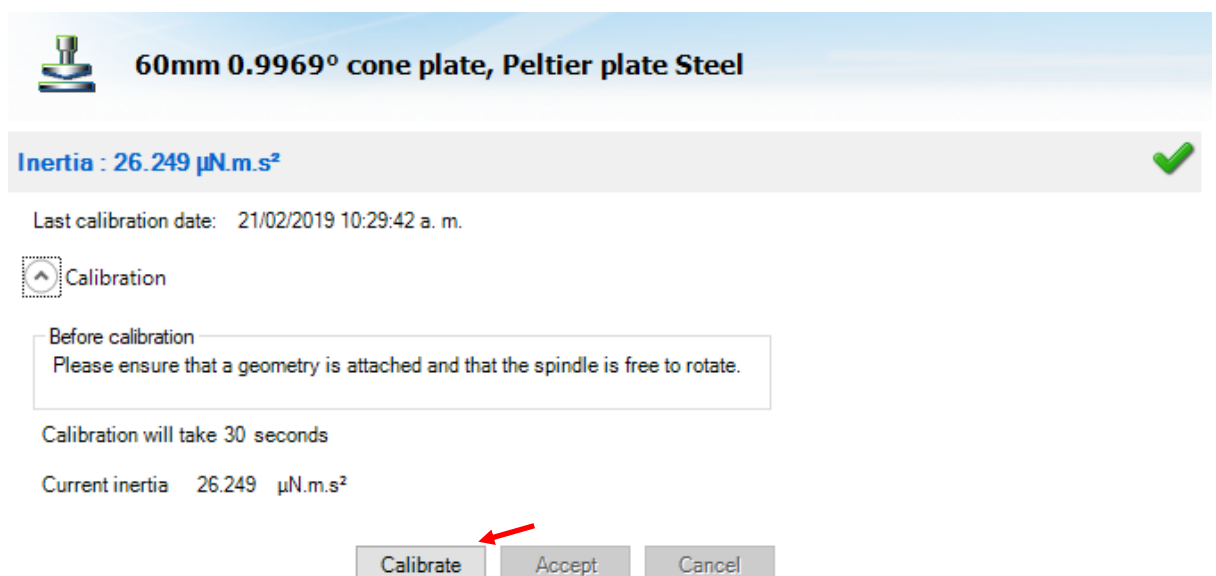 60mm 0.9969° cone plate, Peltier plate Steel
Inertia : 26.249 µN.m.s²
Last calibration date: 21/02/2019 10:29:42 a. m.
Calibration
Before calibration
Please ensure that a geometry is attached and that the spindle is free to rotate.
Calibration will take 30 seconds
Current inertia 26.249 µN.m.s²
Calibrate Accept Cancel